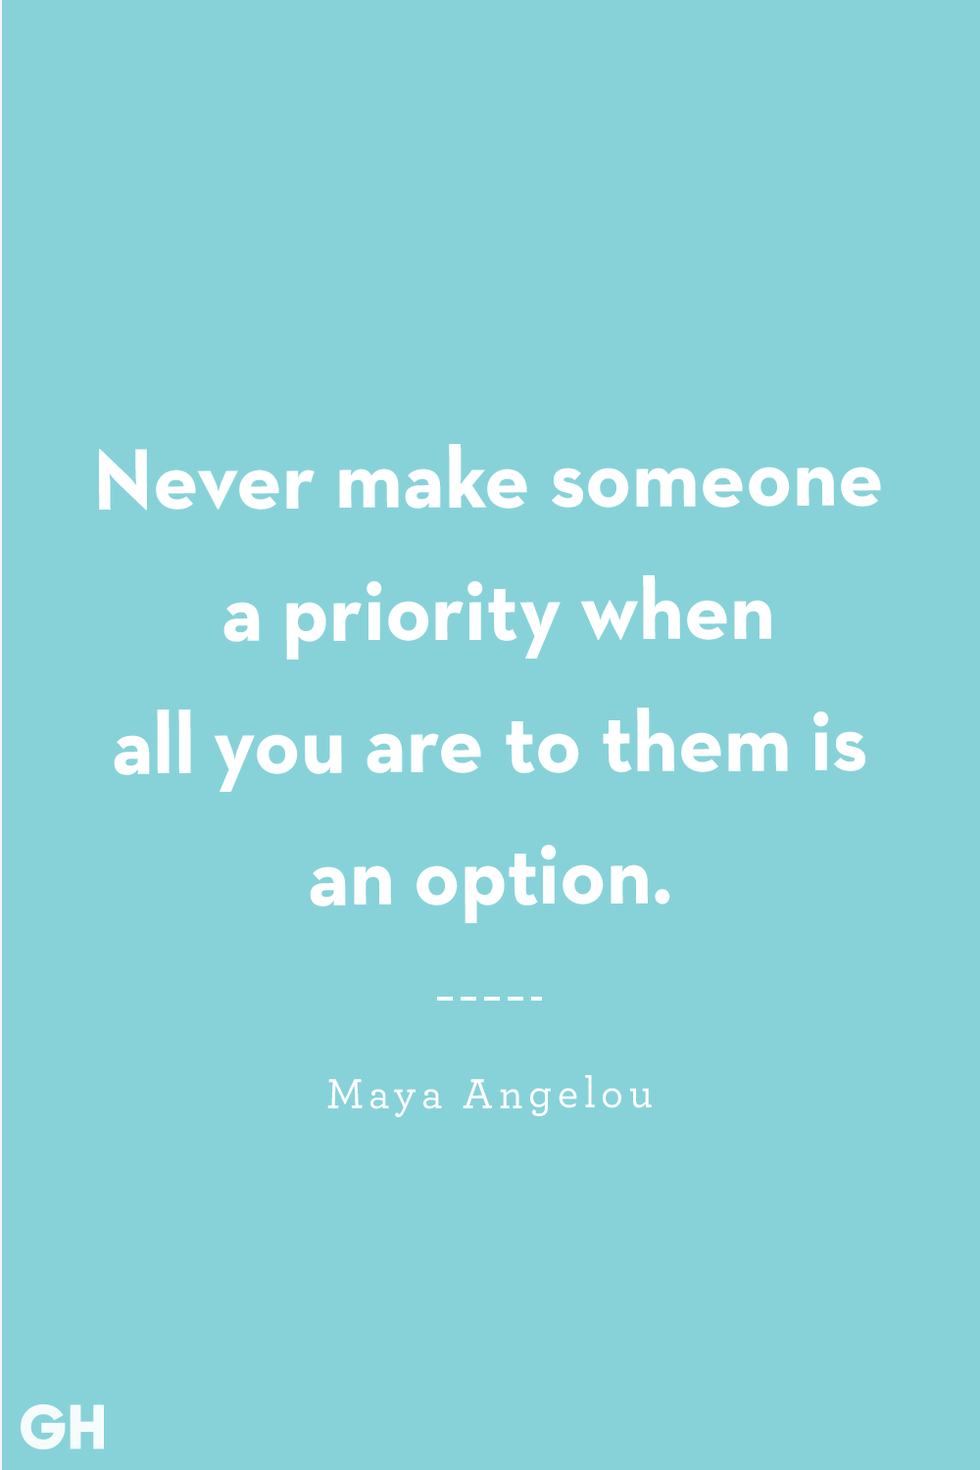 Never make someone
a priority when
all you are to them is
an option.
Maya Angelou
GH